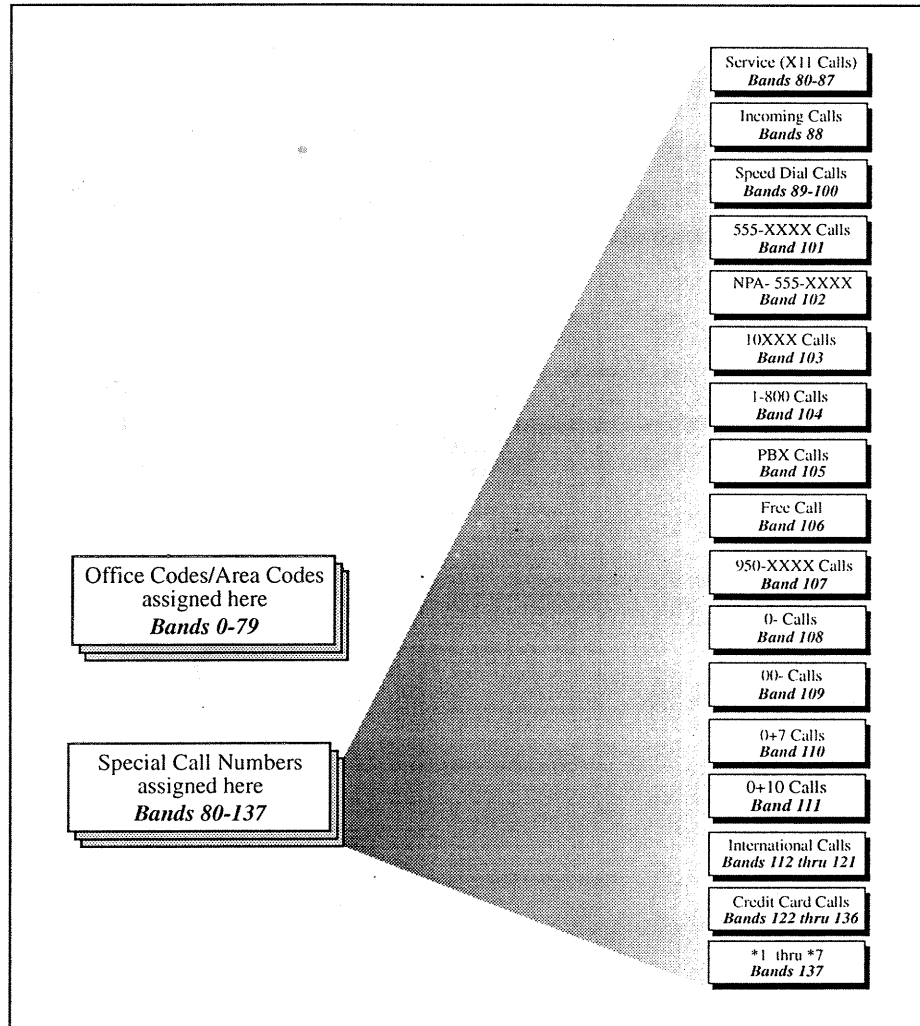 Service (X11 Calls)
Bands 80-87
Incoming Calls
Bands 88
Speed Dial Calls
Bands 89-100
555-XXXX Calls
Band 101
NPA- 555-XXXX
Band 102
10XXX Calls
Band 103
1-800 Calls
Band 104
PBX Calls
Band 105
Free Call
Band 106
950-XXXX Calls
Band 107
0- Calls
Band 108
00- Calls
Band 109
0+7 Calls
Band 110
0+10 Calls
Band 111
International Calls
Bands 112 thru 121
Credit Card Calls
Bands 122 thru 136
*1 thru *7
Bands 137
Office Codes/Area Codes
assigned here
Bands 0-79
Special Call Numbers
assigned here
Bands 80-137